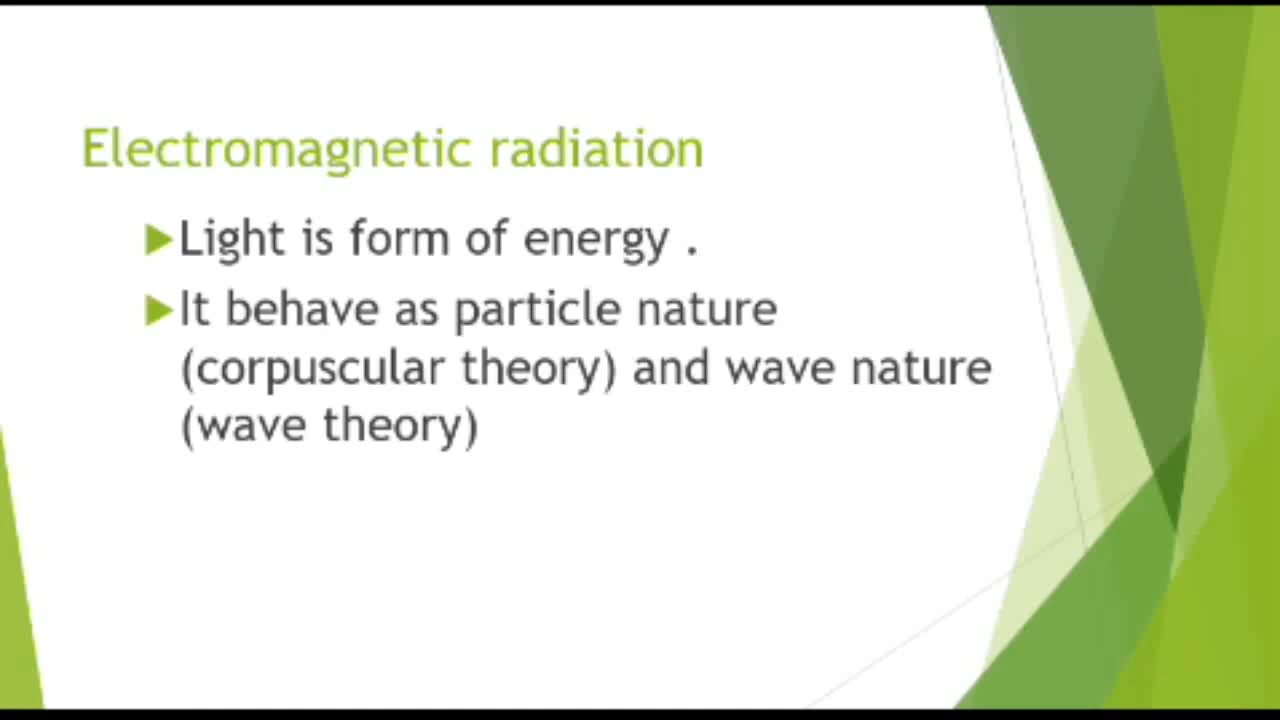 Electromagnetic radiation
Light is form of energy .
It behave as particle nature
(corpuscular theory) and wave nature
(wave theory)